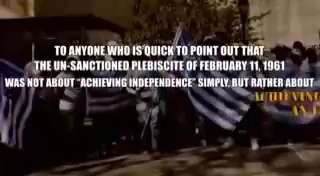 TO ANYONE WHO IS QUICK TO POINT OUT THAT
THE UN-SANCTIONED PLEBISCITE OF FEBRUARY 11, 1961
WAS NOT ABOUT "ACHIEVING INDEPENDENCE" SIMPLY, BUT RATHER ABOUT
ACHIEVING